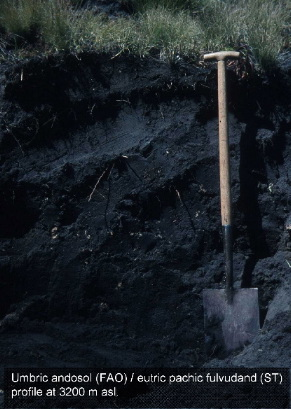 Umbric andosol (FAO) / eutric pachic fulvudand (ST)
profile at 3200 m asl.